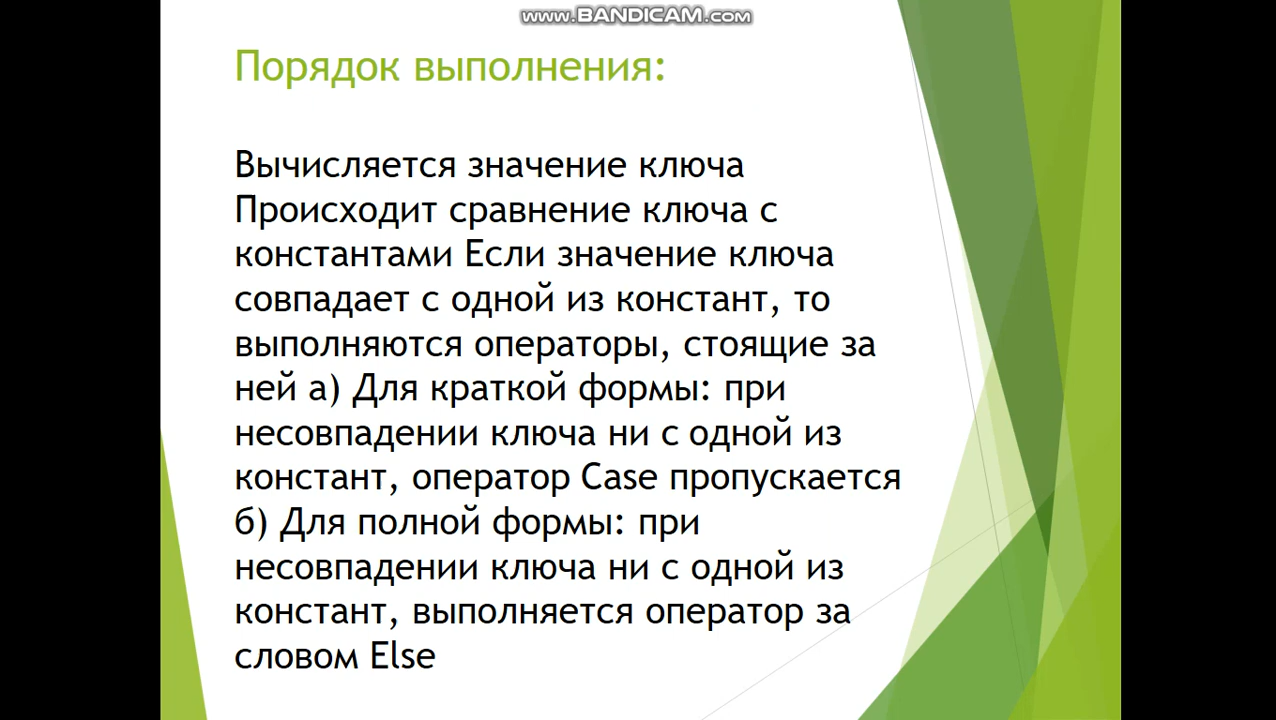 www.BANDICAM.com
Порядок выполнения:
Вычисляется значение ключа
Происходит сравнение ключа с
константами Если значение ключа
совпадает с одной из констант, то
выполняются операторы, стоящие за
ней а) Для краткой формы: при
несовпадении ключа ни с одной из
констант, оператор Case пропускается
б) Для полной формы: при
несовпадении ключа ни с одной из
констант, выполняется оператор за
словом Else